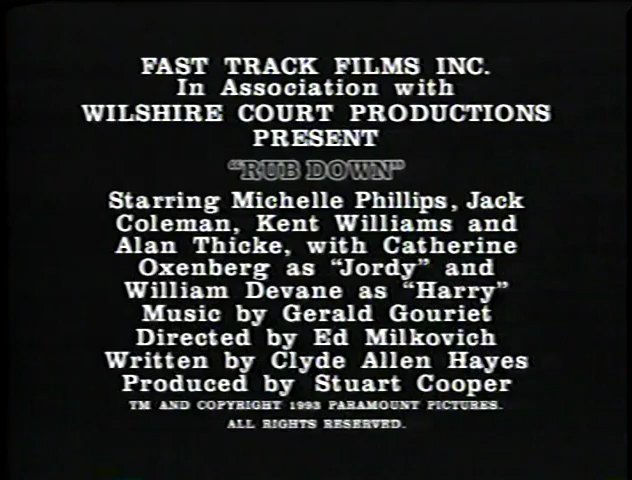 FAST TRACK FILMS INC.
In Association with
WILSHIRE COURT PRODUCTIONS
PRESENT
“RUB DOWN”
Starring Michelle Phillips, Jack
Coleman, Kent Williams and
Alan Thicke, with Catherine
Oxenberg as “Jordy” and
William Devane as “Harry”
Music by Gerald Gouriet
Directed by Ed Milkovich
Written by Clyde Allen Hayes
Produced by Stuart Cooper
TM AND COPYRIGHT 1993 PARAMOUNT PICTURES.
ALL RIGHTS RESERVED.